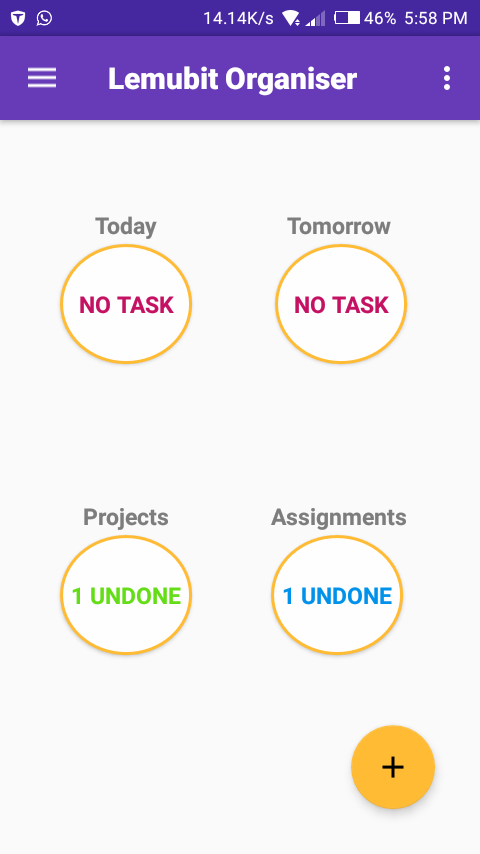 14.14K/s 46% 5:58 PM
Lemubit Organiser
Today Tomorrow
NO TASK NO TASK
Projects Assignments
1 UNDONE 1 UNDONE
+